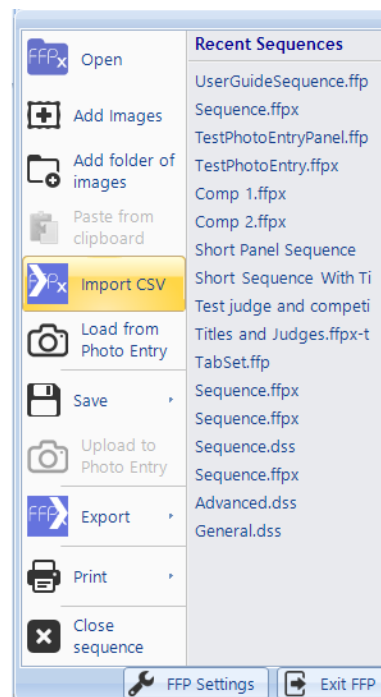 FFPx Open
Add Images
Add folder of
images
Paste from
clipboard
Import CSV
Load from
Photo Entry
Save
Upload to
Photo Entry
FFP Export
Print
Close
sequence
Recent Sequences
UserGuideSequence.ffp
Sequence.ffpx
TestPhotoEntryPanel.ffp
TestPhotoEntry.ffpx
Comp 1.ffpx
Comp 2.ffpx
Short Panel Sequence
Short Sequence With Ti
Test judge and competi
Titles and Judges.ffpx-t
TabSet.ffp
Sequence.ffpx
Sequence.ffpx
Sequence.dss
Sequence.ffpx
Advanced.dss
General.dss
FFP Settings
Exit FFP